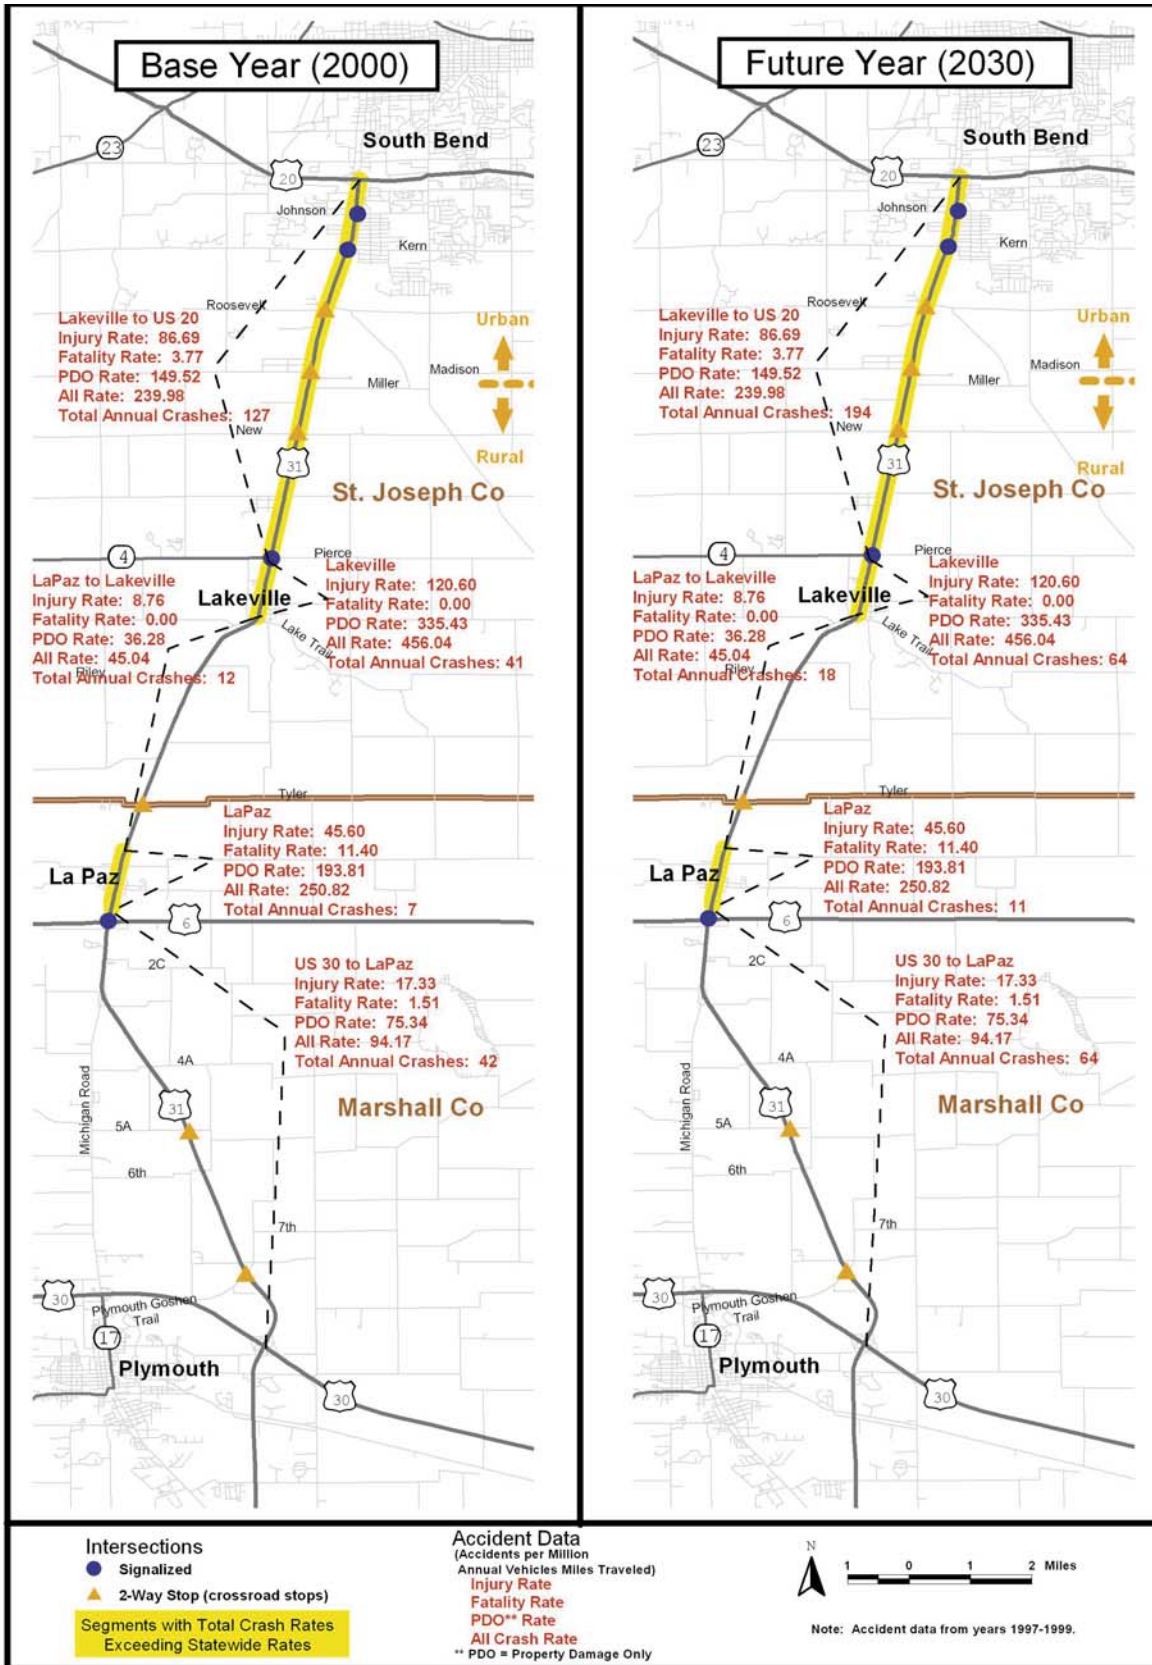 Base Year (2000)
South Bend
23
20
Johnson
Kern
Roosevelt
Lakeville to US 20
Injury Rate: 86.69
Fatality Rate: 3.77
PDO Rate: 149.52
All Rate: 239.98
Total Annual Crashes: 127
Urban
Madison
Miller
New
Rural
31
St. Joseph Co
4
Pierce
LaPaz to Lakeville
Injury Rate: 8.76
Fatality Rate: 0.00
PDO Rate: 36.28
All Rate: 45.04
Total Annual Crashes: 12
Riley
Lakeville
Lake Trail
Lakeville
Injury Rate: 120.60
Fatality Rate: 0.00
PDO Rate: 335.43
All Rate: 456.04
Total Annual Crashes: 41
Tyler
LaPaz
Injury Rate: 45.60
Fatality Rate: 11.40
PDO Rate: 193.81
All Rate: 250.82
Total Annual Crashes: 7
La Paz
6
2C
US 30 to LaPaz
Injury Rate: 17.33
Fatality Rate: 1.51
PDO Rate: 75.34
All Rate: 94.17
Total Annual Crashes: 42
4A
Michigan Road
31
Marshall Co
5A
6th
7th
30
Plymouth Goshen
Trail
17
Plymouth
30
Future Year (2030)
South Bend
23
20
Johnson
Kern
Roosevelt
Lakeville to US 20
Injury Rate: 86.69
Fatality Rate: 3.77
PDO Rate: 149.52
All Rate: 239.98
Total Annual Crashes: 194
Urban
Madison
Miller
New
Rural
31
St. Joseph Co
4
Pierce
LaPaz to Lakeville
Injury Rate: 8.76
Fatality Rate: 0.00
PDO Rate: 36.28
All Rate: 45.04
Total Annual Crashes: 18
Riley
Lakeville
Lake Trail
Lakeville
Injury Rate: 120.60
Fatality Rate: 0.00
PDO Rate: 335.43
All Rate: 456.04
Total Annual Crashes: 64
Tyler
LaPaz
Injury Rate: 45.60
Fatality Rate: 11.40
PDO Rate: 193.81
All Rate: 250.82
Total Annual Crashes: 11
La Paz
6
2C
US 30 to LaPaz
Injury Rate: 17.33
Fatality Rate: 1.51
PDO Rate: 75.34
All Rate: 94.17
Total Annual Crashes: 64
4A
Michigan Road
31
Marshall Co
5A
6th
7th
30
Plymouth Goshen
Trail
17
Plymouth
30
Intersections
Signalized
2-Way Stop (crossroad stops)
Segments with Total Crash Rates
Exceeding Statewide Rates
Accident Data
(Accidents per Million
Annual Vehicles Miles Traveled)
Injury Rate
Fatality Rate
PDO** Rate
All Crash Rate
** PDO = Property Damage Only
N
1 0 1 2 Miles
Note: Accident data from years 1997-1999.